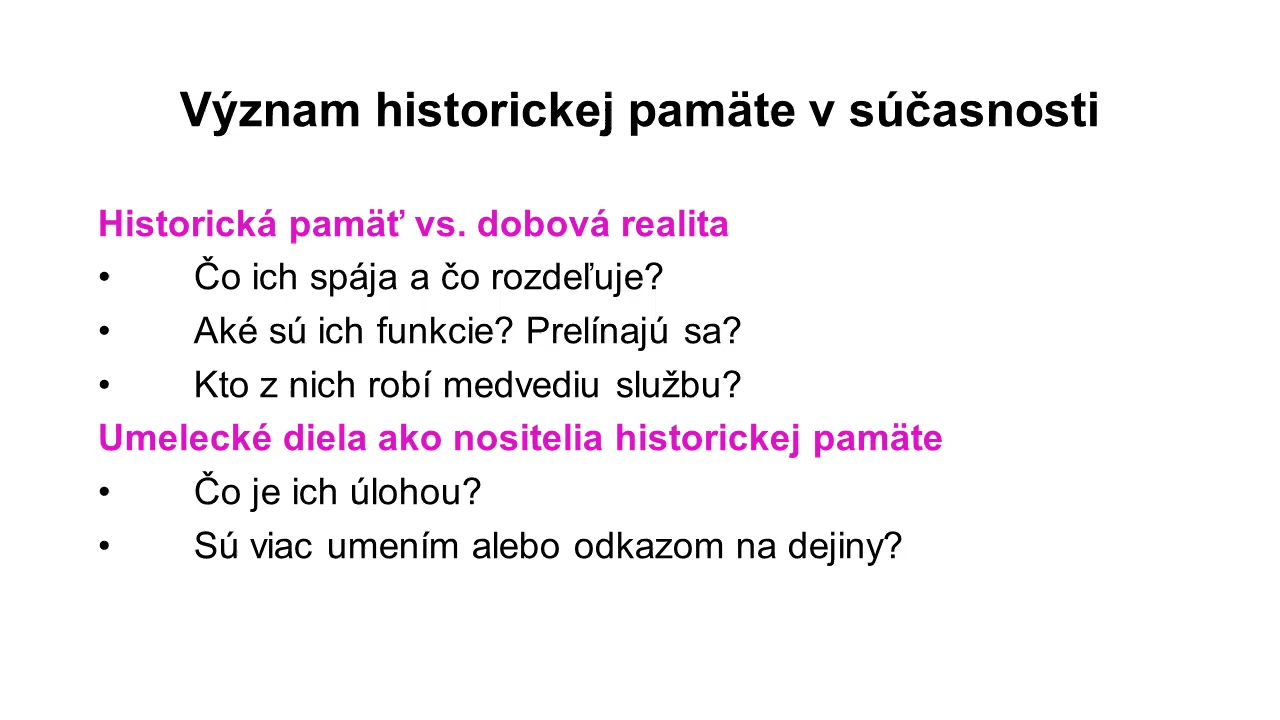 Význam historickej pamäte v súčasnosti
Historická pamäť vs. dobová realita
• Čo ich spája a čo rozdeľuje?
• Aké sú ich funkcie? Prelínajú sa?
• Kto z nich robí medvediu službu?
Umelecké diela ako nositelia historickej pamäte
• Čo je ich úlohou?
• Sú viac umením alebo odkazom na dejiny?